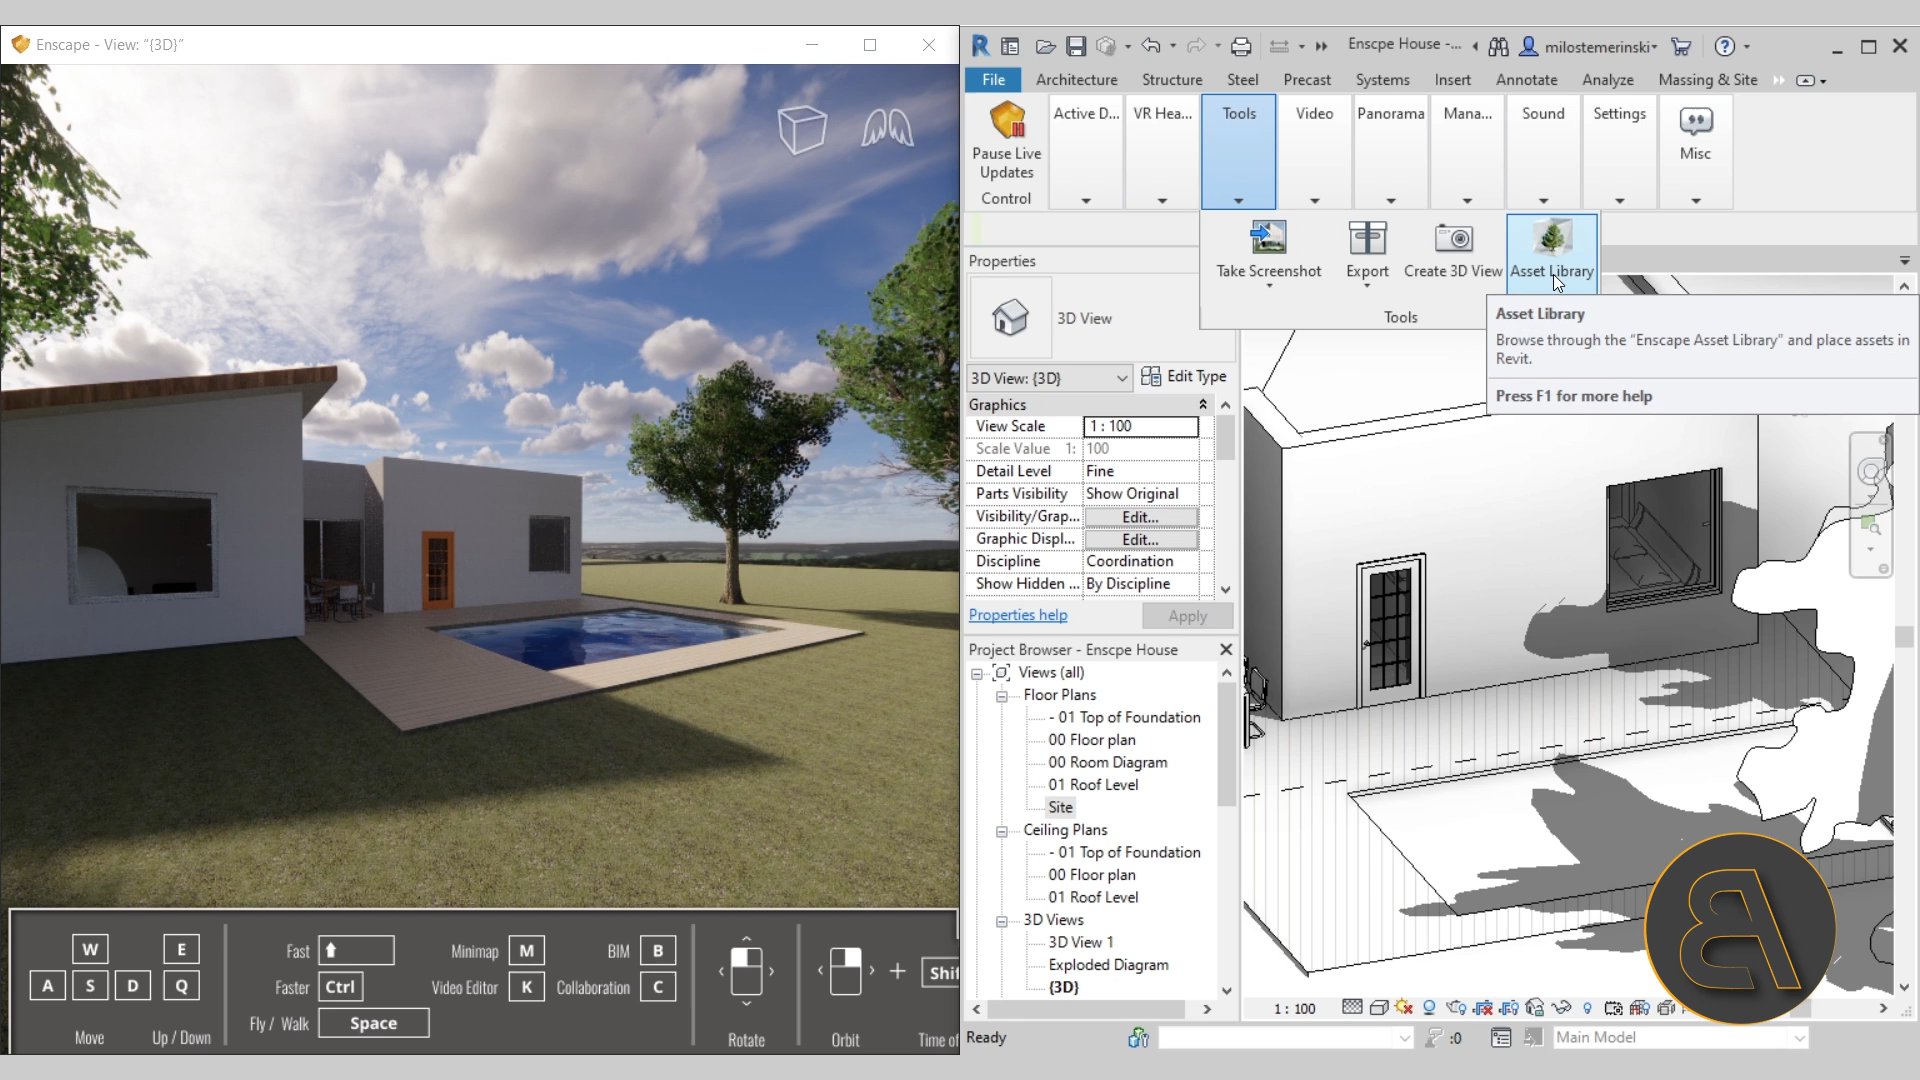 Enscape - View: "{3D}"
W
E
A
S
D
Q
Move
Up / Down
Fast
Faster
Ctrl
Fly / Walk
Space
Minimap
M
Video Editor
K
BIM
B
Collaboration
C
Rotate
Orbit
+
Shif
Time of
Enscpe House -...
milostemerinski
File
Architecture
Structure
Steel
Precast
Systems
Insert
Annotate
Analyze
Massing & Site
Pause Live
Updates
Control
Active D...
VR Hea...
Tools
Video
Panorama
Mana...
Sound
Settings
Misc
Take Screenshot
Export
Create 3D View
Asset Library
Tools
Asset Library
Browse through the "Enscape Asset Library" and place assets in
Revit.
Press F1 for more help
Properties
3D View
3D View: {3D}
Edit Type
Graphics
View Scale 1 : 100
Scale Value 1: 100
Detail Level Fine
Parts Visibility Show Original
Visibility/Grap... Edit...
Graphic Displ... Edit...
Discipline Coordination
Show Hidden ... By Discipline
Properties help
Apply
Project Browser - Enscpe House
Views (all)
Floor Plans
- 01 Top of Foundation
00 Floor plan
00 Room Diagram
01 Roof Level
Site
Ceiling Plans
- 01 Top of Foundation
00 Floor plan
01 Roof Level
3D Views
3D View 1
Exploded Diagram
{3D}
1 : 100
Ready
:0
Main Model